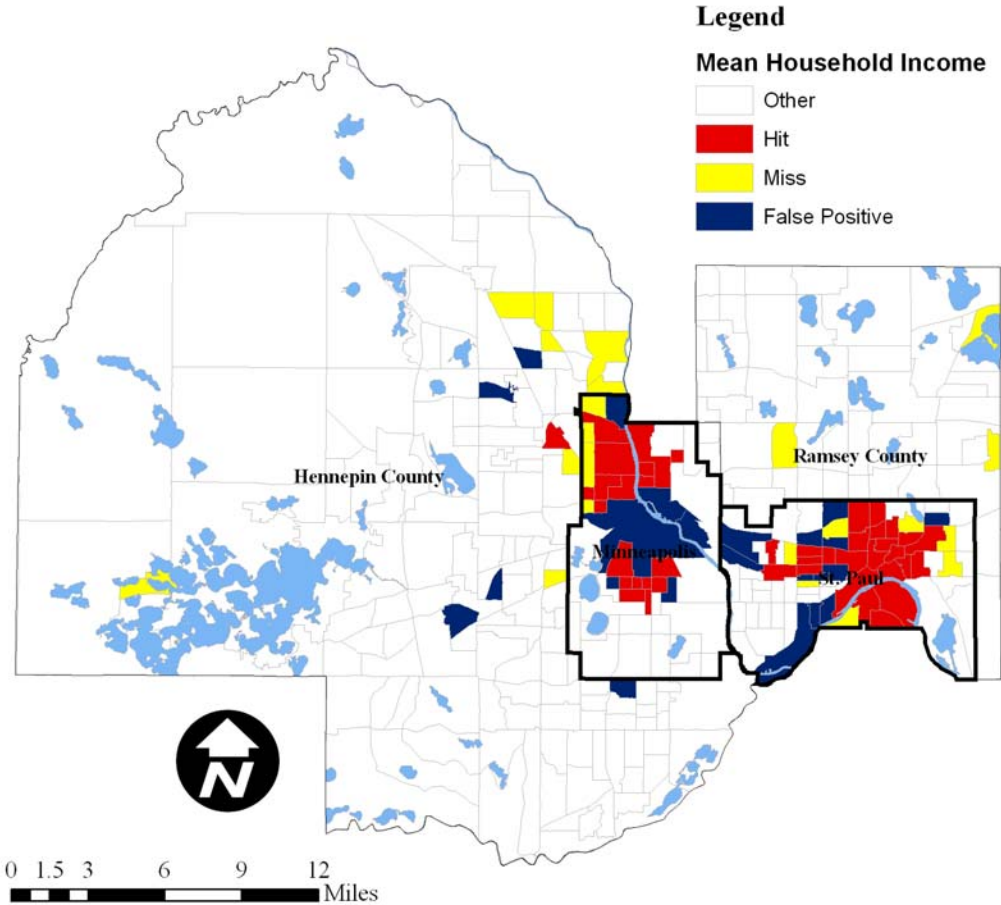 Legend
Mean Household Income
Other
Hit
Miss
False Positive
Ramsey County
Hennepin County
Minneapolis
St. Paul
N
0 1.5 3 6 9 12
Miles